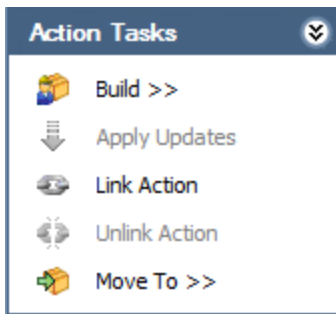 Action Tasks
Build >>
Apply Updates
Link Action
Unlink Action
Move To >>